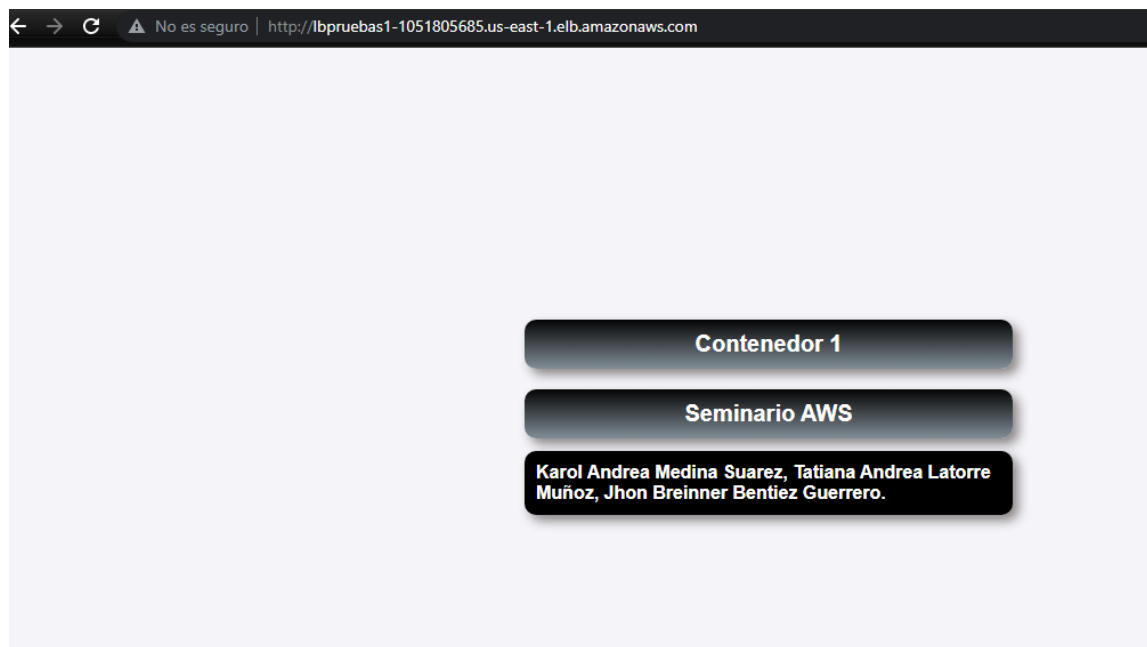 No es seguro | http://lbpruebas1-1051805685.us-east-1.elb.amazonaws.com
Contenedor 1
Seminario AWS
Karol Andrea Medina Suarez, Tatiana Andrea Latorre
Muñoz, Jhon Breinner Bentiez Guerrero.